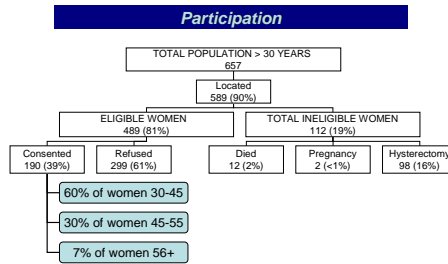 Participation
TOTAL POPULATION > 30 YEARS
657
Located
589 (90%)
ELIGIBLE WOMEN
489 (81%)
TOTAL INELIGIBLE WOMEN
112 (19%)
Consented
190 (39%)
Refused
299 (61%)
Died
12 (2%)
Pregnancy
2 (<1%)
Hysterectomy
98 (16%)
60% of women 30-45
30% of women 45-55
7% of women 56+